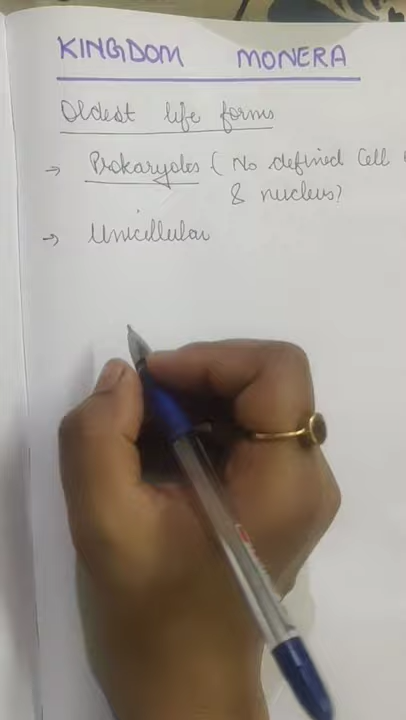 KINGDOM MONERA
Oldest life forms
→ Prokaryotes ( No defined Cell
& nucleus)
→ Unicellular